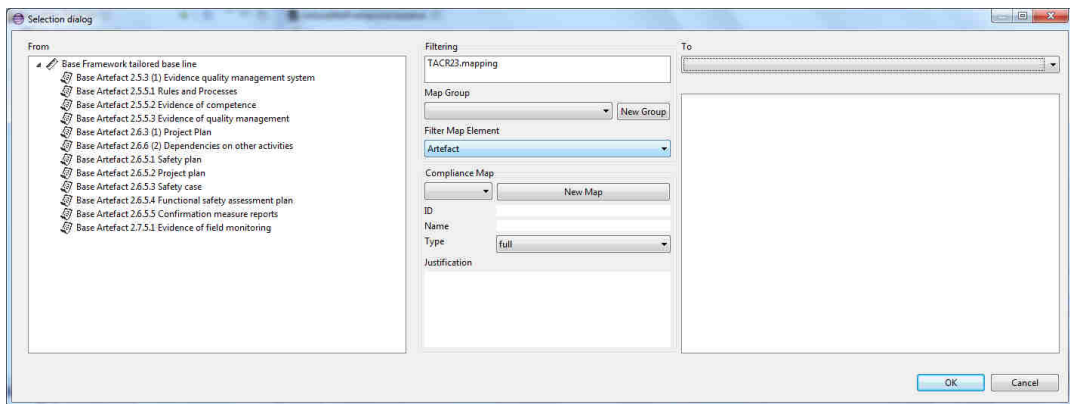 Selection dialog
From
Base Framework tailored base line
Base Artefact 2.5.3 (1) Evidence quality management system
Base Artefact 2.5.5.1 Rules and Processes
Base Artefact 2.5.5.2 Evidence of competence
Base Artefact 2.5.5.3 Evidence of quality management
Base Artefact 2.6.3 (1) Project Plan
Base Artefact 2.6.6 (2) Dependencies on other activities
Base Artefact 2.6.5.1 Safety plan
Base Artefact 2.6.5.2 Project plan
Base Artefact 2.6.5.3 Safety case
Base Artefact 2.6.5.4 Functional safety assessment plan
Base Artefact 2.6.5.5 Confirmation measure reports
Base Artefact 2.7.5.1 Evidence of field monitoring
Filtering
TACR23.mapping
Map Group
New Group
Filter Map Element
Artefact
Compliance Map
New Map
ID
Name
Type
full
Justification
To
OK
Cancel